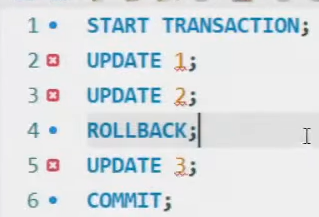 1 START TRANSACTION;
2 UPDATE 1;
3 UPDATE 2;
4 ROLLBACK;
5 UPDATE 3;
6 COMMIT;